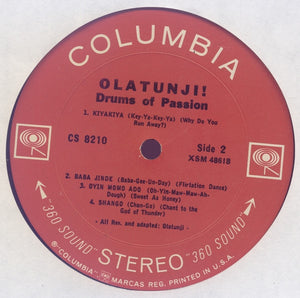 COLUMBIA
OLATUNJI!
Drums of Passion
1. KIYAKIYA (Key-Ya-Key-Ya) (Why Do You
Run Away?)
CS 8210
Side 2
XSM 48618
2. BABA JINDE (Baba-Gee-Un-Day) (Flirtation Dance)
3. OYIN MOMO ADO (Oh-Yin-Maw-Maw-Ah-
Dough) (Sweet As Honey)
4. SHANGO (Chan-Go) (Chant to the
God of Thunder)
- All Res. and adapted: Olatunji -
"360 SOUND" STEREO "360 SOUND"
® "COLUMBIA", MARCAS REG. PRINTED IN U.S.A.